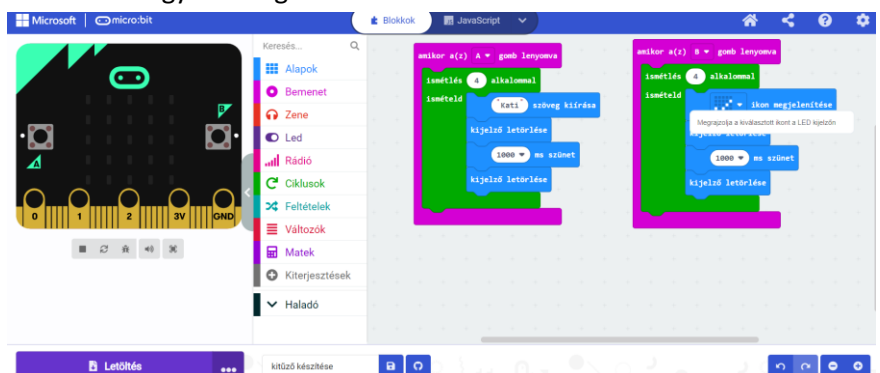 Microsoft micro:bit Blokkok JavaScript
Keresés...
Alapok
Bemenet
Zene
Led
Rádió
Ciklusok
Feltételek
Változók
Matek
Kiterjesztések
Haladó
B
A
0 1 2 3V GND
amikor a(z) A gomb lenyomva
ismétlés 4 alkalommal
ismételd
"Kati" szöveg kiírása
kijelző letörlése
1000 ms szünet
kijelző letörlése
amikor a(z) B gomb lenyomva
ismétlés 4 alkalommal
ismételd
ikon megjelenítése
Megrajzolja a kiválasztott ikont a LED kijelzőn
kijelző letörlése
1000 ms szünet
kijelző letörlése
Letöltés
kitűző készítése